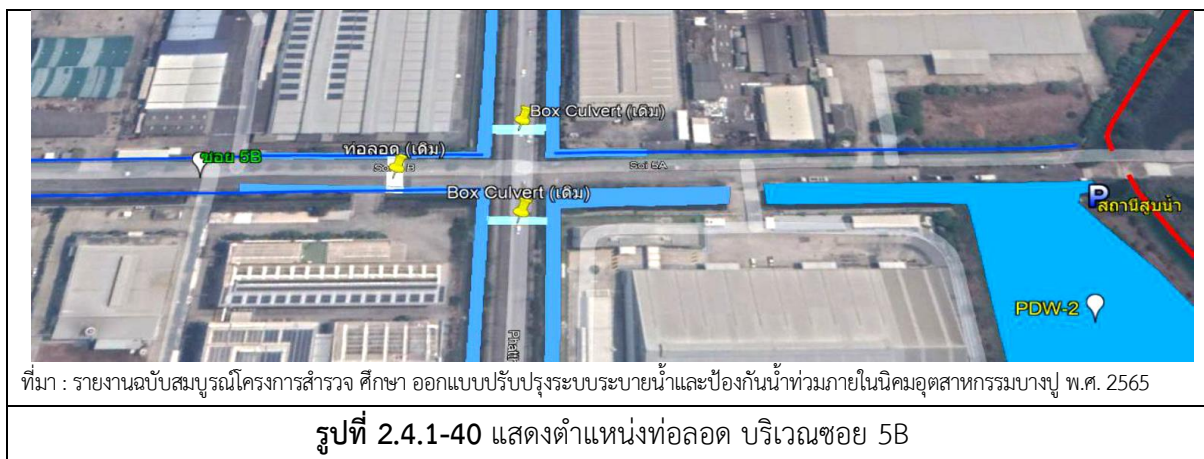 Box Culvert (เดิม)
ท่อลอด (เดิม)
ซอย 5B
Soi 5A
Box Culvert (เดิม)
P
สถานีสูบน้ำ
PDW-2
ที่มา : รายงานฉบับสมบูรณ์โครงการสำรวจ ศึกษา ออกแบบปรับปรุงระบบระบายน้ำและป้องกันน้ำท่วมภายในนิคมอุตสาหกรรมบางปู พ.ศ. 2565
รูปที่ 2.4.1-40 แสดงตำแหน่งท่อลอด บริเวณซอย 5B